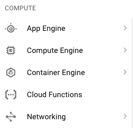 COMPUTE
App Engine
Compute Engine
Container Engine
Cloud Functions
Networking